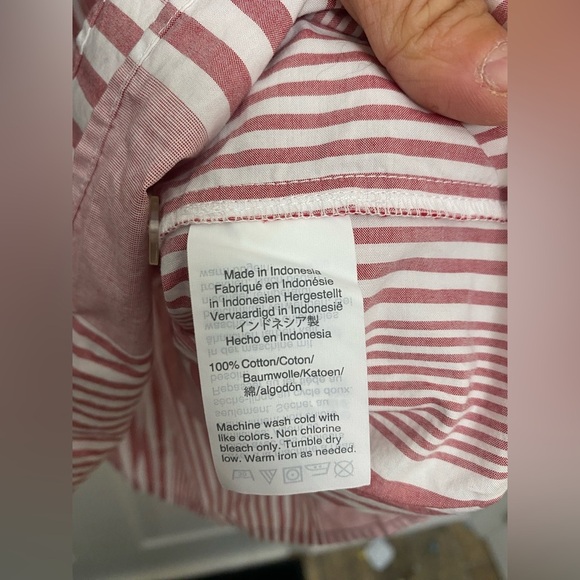 Made in Indonesia
Fabriqué en Indonésie
in Indonesien Hergestellt
Vervaardigd in Indonesië
インドネシア製
Hecho en Indonesia
100% Cotton/Coton/
Baumwolle/Katoen/
綿/algodón
Machine wash cold with
like colors. Non chlorine
bleach only. Tumble dry
low. Warm iron as needed.